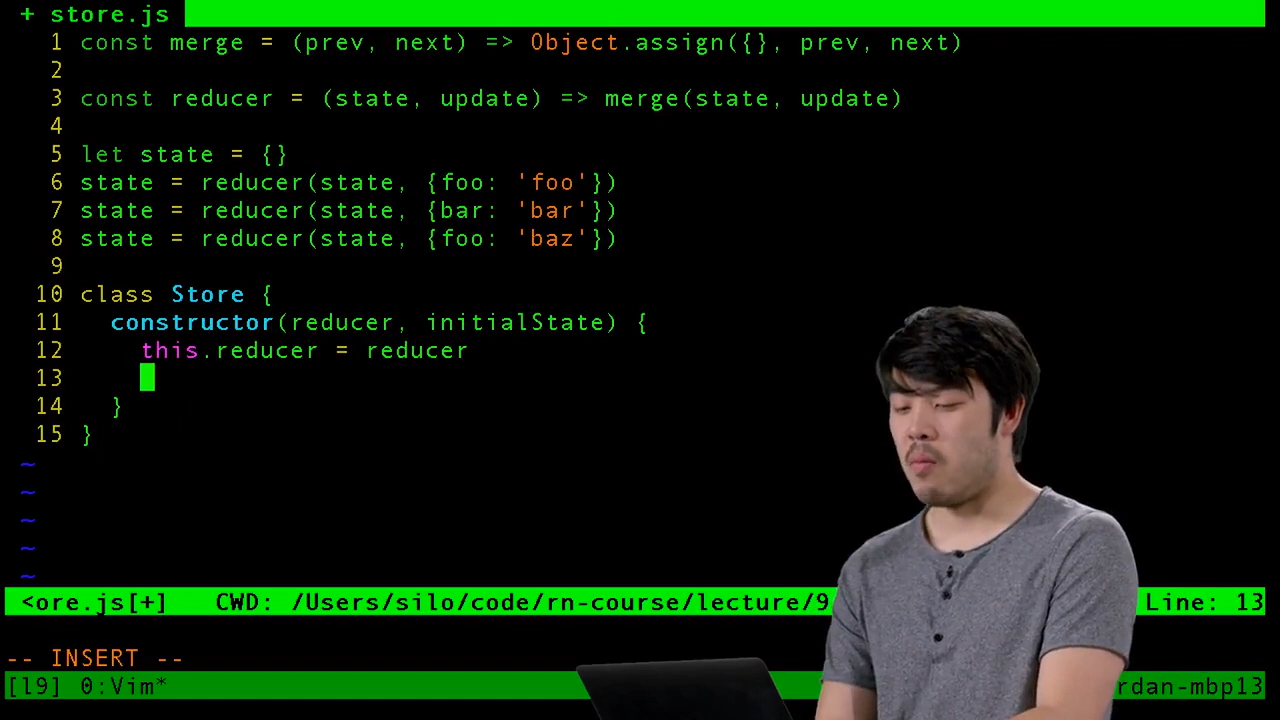 + store.js
1 const merge = (prev, next) => Object.assign({}, prev, next)
2
3 const reducer = (state, update) => merge(state, update)
4
5 let state = {}
6 state = reducer(state, {foo: 'foo'})
7 state = reducer(state, {bar: 'bar'})
8 state = reducer(state, {foo: 'baz'})
9
10 class Store {
11   constructor(reducer, initialState) {
12     this.reducer = reducer
13
14   }
15 }
~
~
~
~
~
<ore.js[+]   CWD: /Users/silo/code/rn-course/lecture/9 Line: 13
-- INSERT --
[l9] 0:Vim* rdan-mbp13